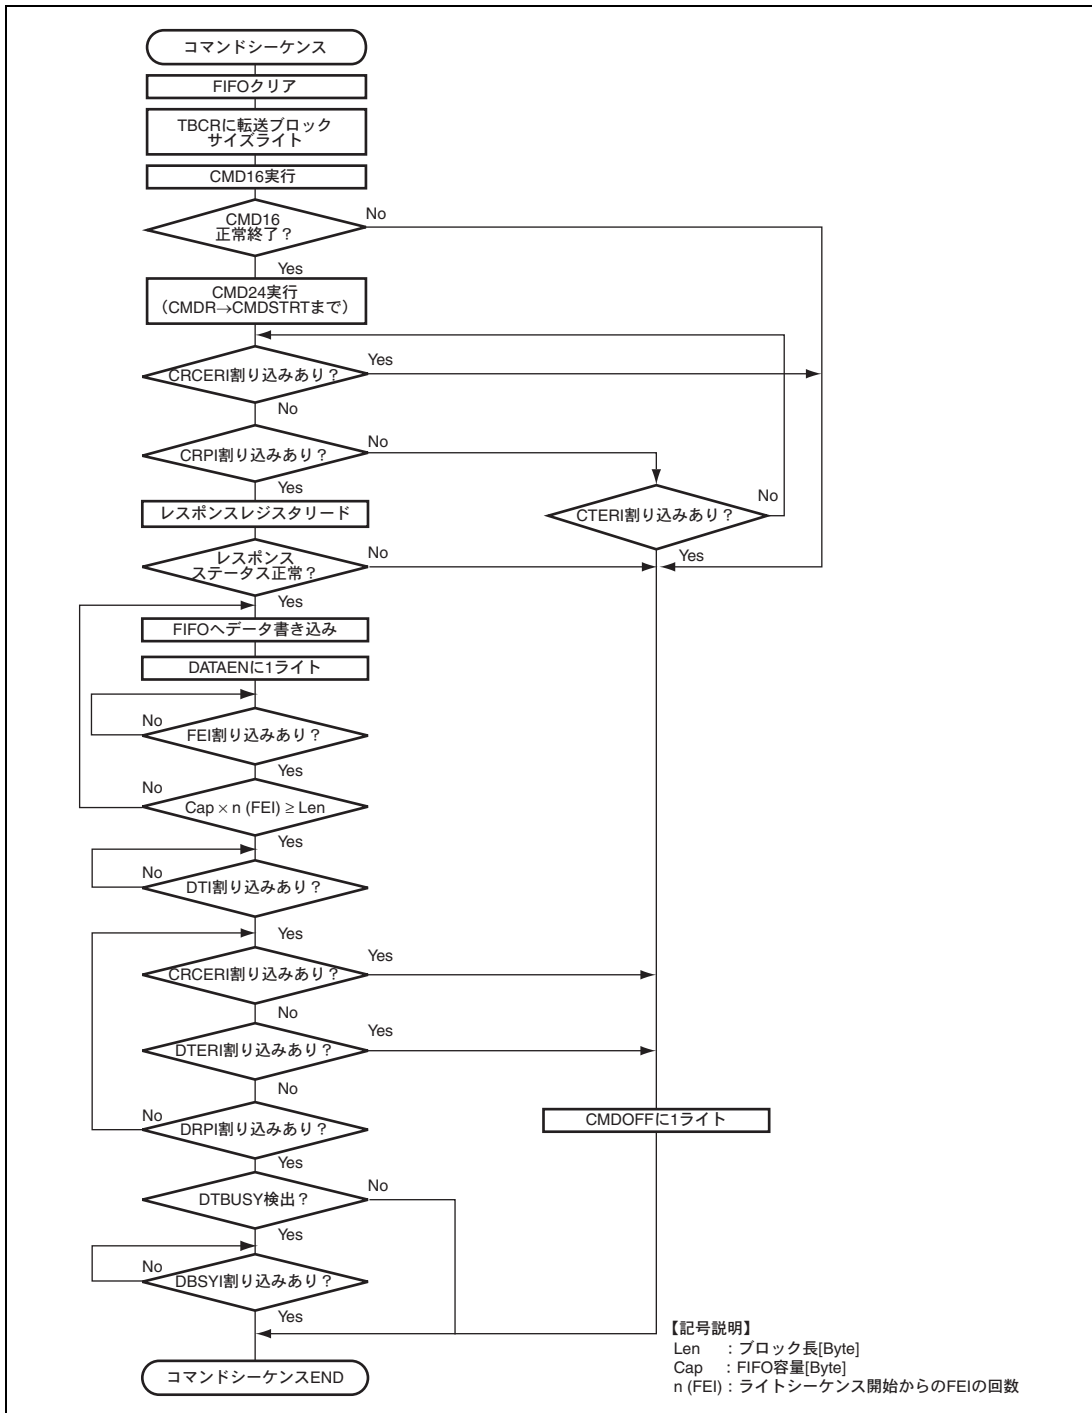 コマンドシーケンス
FIFOクリア
TBCRに転送ブロック
サイズライト
CMD16実行
CMD16
正常終了？
No
Yes
CMD24実行
（CMDR→CMDSTRTまで）
CRCERI割り込みあり？
Yes
No
CRPI割り込みあり？
No
Yes
CTERI割り込みあり？
No
Yes
レスポンスレジスタリード
レスポンス
ステータス正常？
No
Yes
FIFOへデータ書き込み
DATAENに1ライト
No
FEI割り込みあり？
Yes
No
Cap × n (FEI) ≥ Len
Yes
No
DTI割り込みあり？
Yes
CRCERI割り込みあり？
Yes
No
DTERI割り込みあり？
Yes
No
No
DRPI割り込みあり？
Yes
CMDOFFに1ライト
DTBUSY検出？
No
Yes
No
DBSYI割り込みあり？
Yes
コマンドシーケンスEND
【記号説明】
Len ：ブロック長[Byte]
Cap ：FIFO容量[Byte]
n (FEI)：ライトシーケンス開始からのFEIの回数